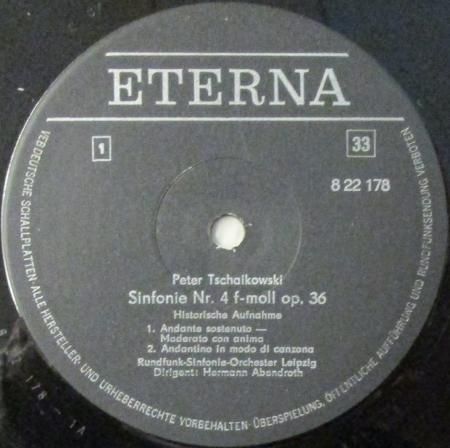 ETERNA
1
33
8 22 178
Peter Tschaikowski
Sinfonie Nr. 4 f-moll op. 36
Historische Aufnahme
1. Andante sostenuto —
Moderato con anima
2. Andantino in modo di canzona
Rundfunk-Sinfonie-Orchester Leipzig
Dirigent: Hermann Abendroth
VEB DEUTSCHE SCHALLPLATTEN · ALLE HERSTELLER- UND URHEBERRECHTE VORBEHALTEN · ÜBERSPIELUNG, ÖFFENTLICHE AUFFÜHRUNG UND RUNDFUNKSENDUNG VERBOTEN
178 - 1A